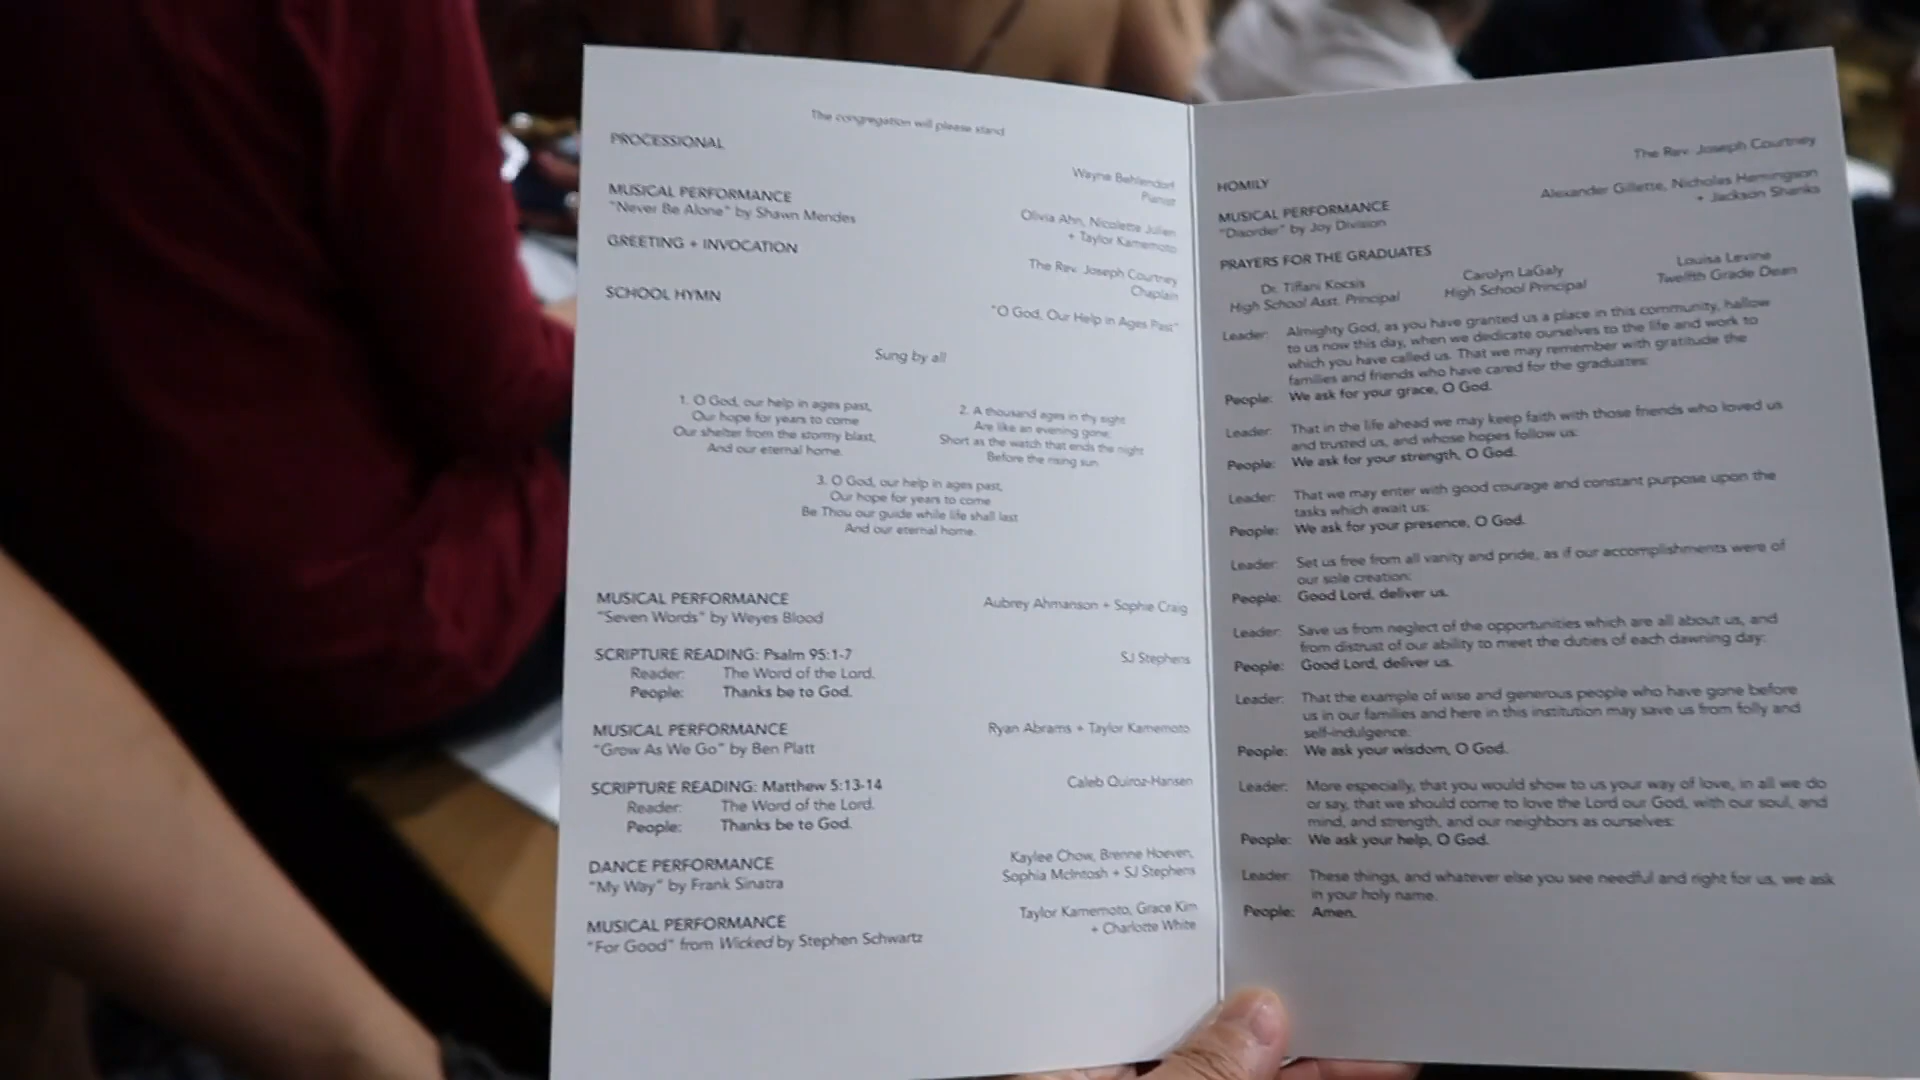 The congregation will please stand
PROCESSIONAL
Wayne Behlendorf
Pianist
MUSICAL PERFORMANCE
"Never Be Alone" by Shawn Mendes
Olivia Ahn, Nicoletta Julien
+ Taylor Kamemoto
GREETING + INVOCATION
The Rev. Joseph Courtney
Chaplain
SCHOOL HYMN
"O God, Our Help in Ages Past"
Sung by all
1. O God, our help in ages past,
Our hope for years to come
Our shelter from the stormy blast,
And our eternal home.
2. A thousand ages in thy sight
Are like an evening gone;
Short as the watch that ends the night
Before the rising sun.
3. O God, our help in ages past,
Our hope for years to come
Be Thou our guide while life shall last
And our eternal home.
MUSICAL PERFORMANCE
"Seven Words" by Weyes Blood
Aubrey Ahmanson + Sophie Craig
SCRIPTURE READING: Psalm 95:1-7
SJ Stephens
Reader: The Word of the Lord.
People: Thanks be to God.
MUSICAL PERFORMANCE
"Grow As We Go" by Ben Platt
Ryan Abrams + Taylor Kamemoto
SCRIPTURE READING: Matthew 5:13-14
Caleb Quiroz-Hansen
Reader: The Word of the Lord.
People: Thanks be to God.
DANCE PERFORMANCE
"My Way" by Frank Sinatra
Kaylee Chow, Brenne Hoeven,
Sophia McIntosh + SJ Stephens
MUSICAL PERFORMANCE
"For Good" from Wicked by Stephen Schwartz
Taylor Kamemoto, Grace Kim
+ Charlotte White
HOMILY
The Rev. Joseph Courtney
MUSICAL PERFORMANCE
"Disorder" by Joy Division
Alexander Gillette, Nicholas Hemingson
+ Jackson Shanks
PRAYERS FOR THE GRADUATES
Dr. Tiffani Kocsis
High School Asst. Principal
Carolyn LaGaly
High School Principal
Louisa Levine
Twelfth Grade Dean
Leader: Almighty God, as you have granted us a place in this community, hallow
to us now this day, when we dedicate ourselves to the life and work to
which you have called us. That we may remember with gratitude the
families and friends who have cared for the graduates:
People: We ask for your grace, O God.
Leader: That in the life ahead we may keep faith with those friends who loved us
and trusted us, and whose hopes follow us:
People: We ask for your strength, O God.
Leader: That we may enter with good courage and constant purpose upon the
tasks which await us:
People: We ask for your presence, O God.
Leader: Set us free from all vanity and pride, as if our accomplishments were of
our sole creation:
People: Good Lord, deliver us.
Leader: Save us from neglect of the opportunities which are all about us, and
from distrust of our ability to meet the duties of each dawning day:
People: Good Lord, deliver us.
Leader: That the example of wise and generous people who have gone before
us in our families and here in this institution may save us from folly and
self-indulgence:
People: We ask your wisdom, O God.
Leader: More especially, that you would show to us your way of love, in all we do
or say, that we should come to love the Lord our God, with our soul, and
mind, and strength, and our neighbors as ourselves:
People: We ask your help, O God.
Leader: These things, and whatever else you see needful and right for us, we ask
in your holy name.
People: Amen.